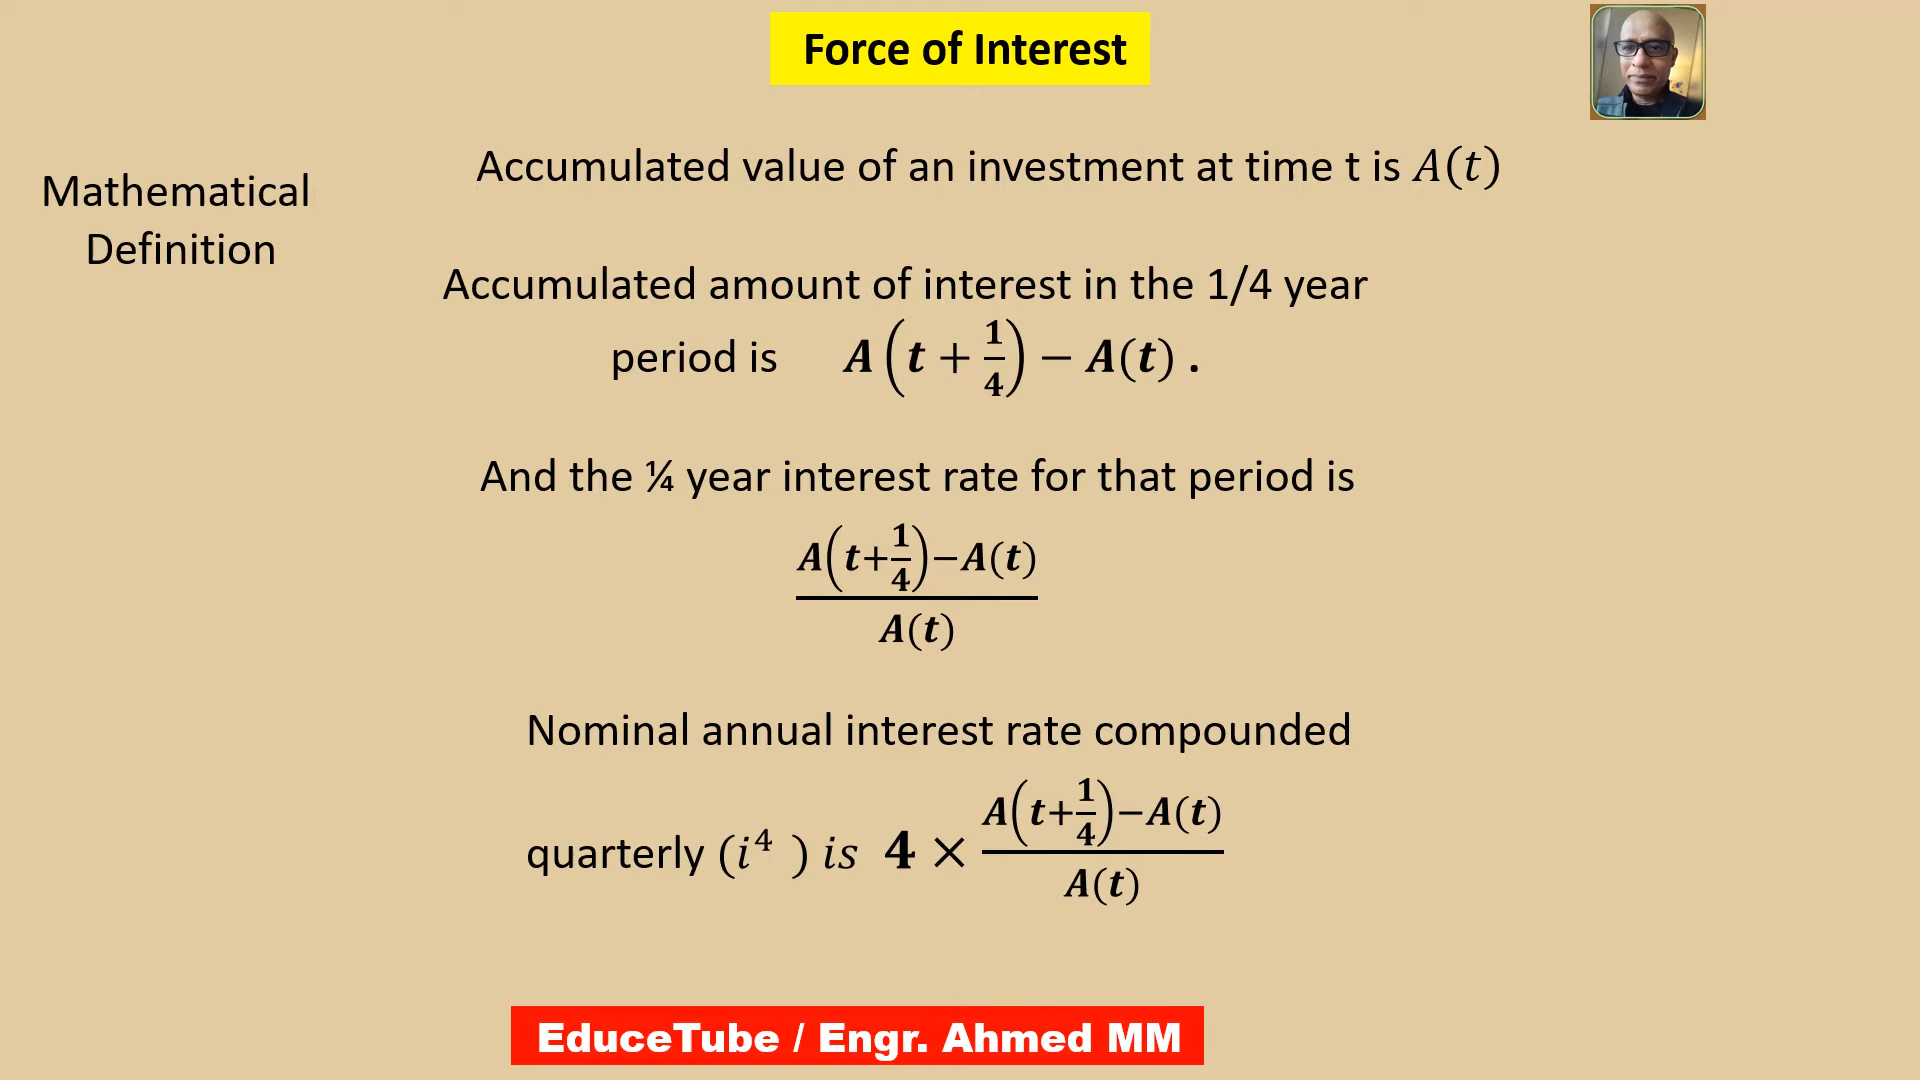 Force of Interest
Mathematical
Definition
Accumulated value of an investment at time t is A(t)
Accumulated amount of interest in the 1/4 year
period is A(t + 1/4) − A(t) .
And the ¼ year interest rate for that period is
(A(t+1/4)−A(t))/A(t)
Nominal annual interest rate compounded
quarterly (i⁴ ) is 4 × (A(t+1/4)−A(t))/A(t)
EduceTube / Engr. Ahmed MM